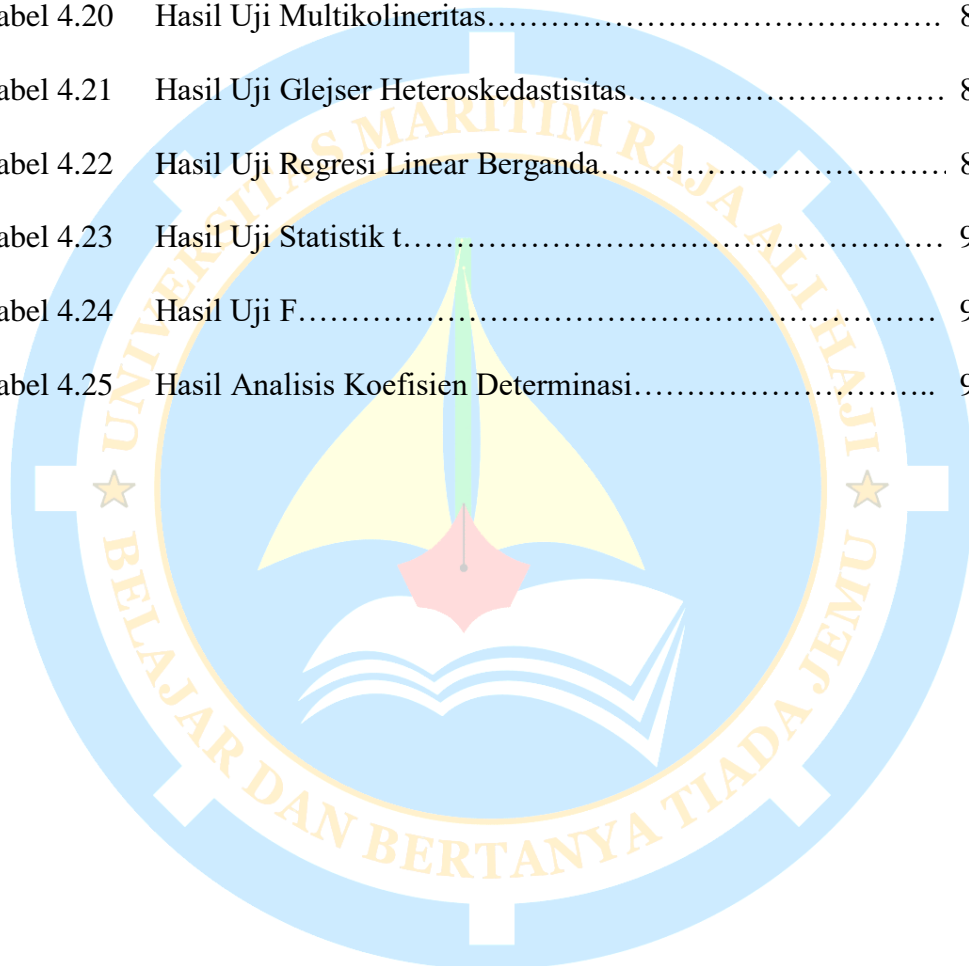 abel 4.20 Hasil Uji Multikolineritas……………………………………. 8
abel 4.21 Hasil Uji Glejser Heteroskedastisitas………………………… 8
abel 4.22 Hasil Uji Regresi Linear Berganda…………………………… 8
abel 4.23 Hasil Uji Statistik t…………………………………………… 9
abel 4.24 Hasil Uji F…………………………………………………… 9
abel 4.25 Hasil Analisis Koefisien Determinasi……………………….. 9
UNIVERSITAS MARITIM RAJA ALI HAJI
BELAJAR DAN BERTANYA TIADA JEMU